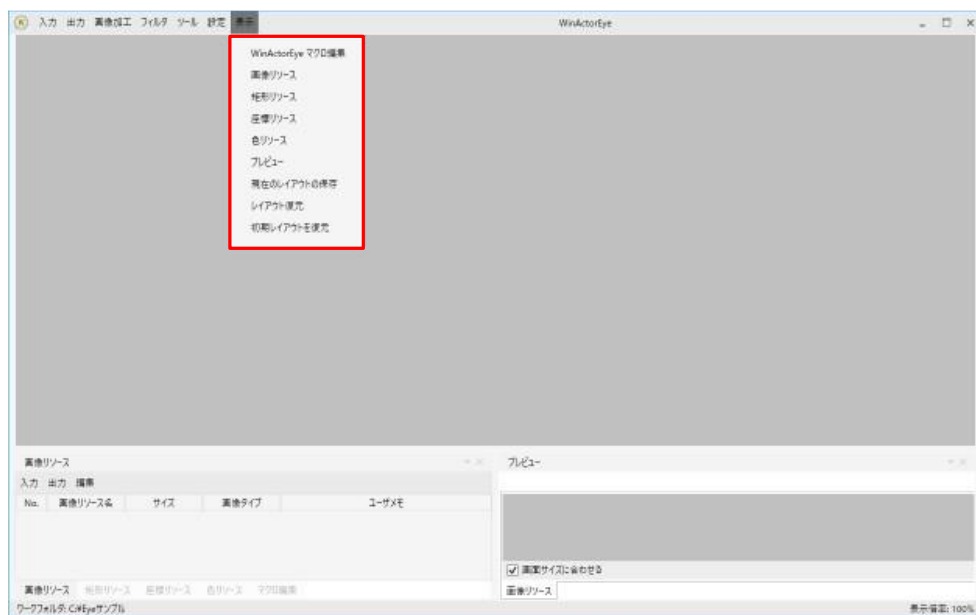 入力 出力 画像加工 フィルタ ツール 設定 表示 WinActorEye
WinActorEye マクロ編集
画像リソース
矩形リソース
座標リソース
色リソース
プレビュー
現在のレイアウトの保存
レイアウト復元
初期レイアウトを復元
画像リソース
入力 出力 編集
No. 画像リソース名 サイズ 画像タイプ ユーザメモ
画像リソース 矩形リソース 座標リソース 色リソース マクロ編集
プレビュー
画面サイズに合わせる
画像リソース
ワークフォルダ: C:¥Eyeサンプル 表示倍率: 100%